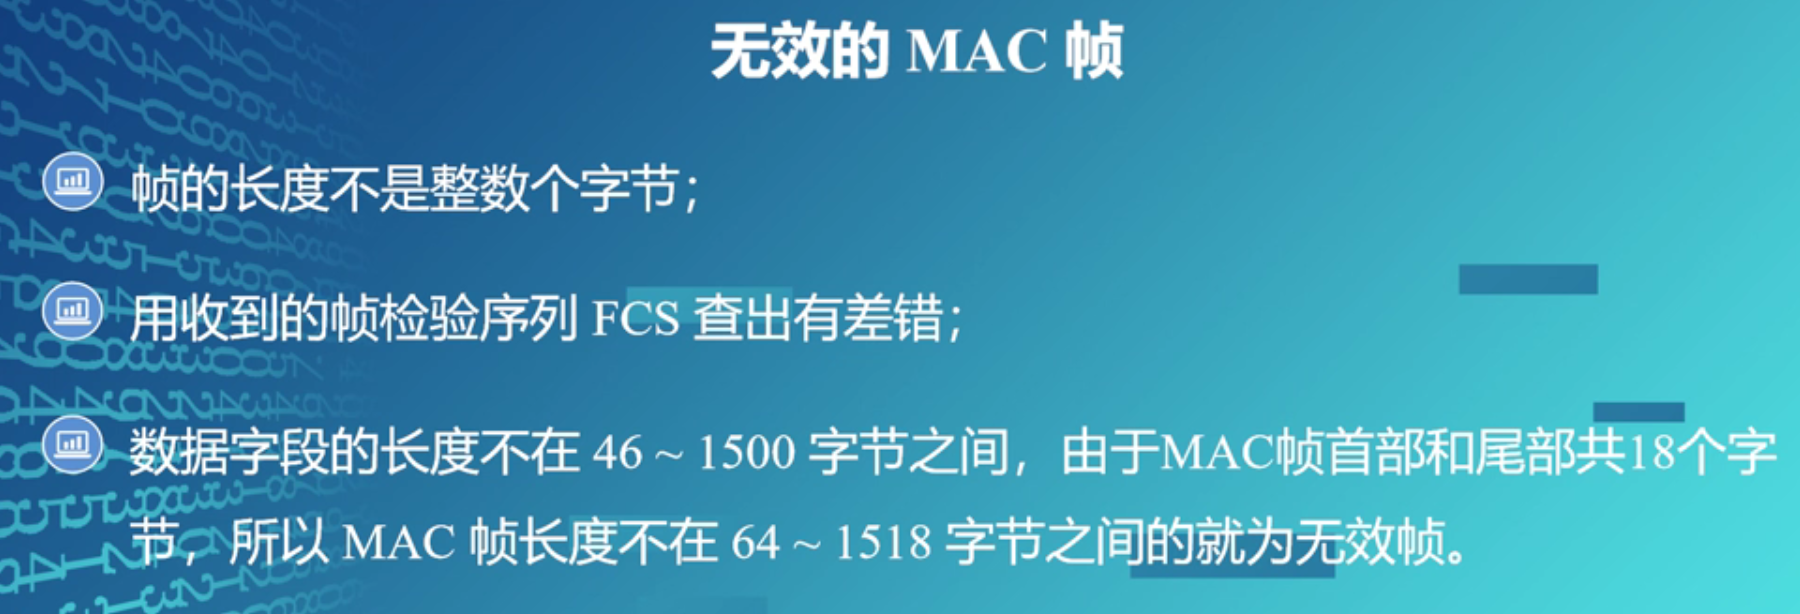 无效的 MAC 帧
帧的长度不是整数个字节；
用收到的帧检验序列 FCS 查出有差错；
数据字段的长度不在 46 ~ 1500 字节之间，由于MAC帧首部和尾部共18个字
节，所以 MAC 帧长度不在 64 ~ 1518 字节之间的就为无效帧。